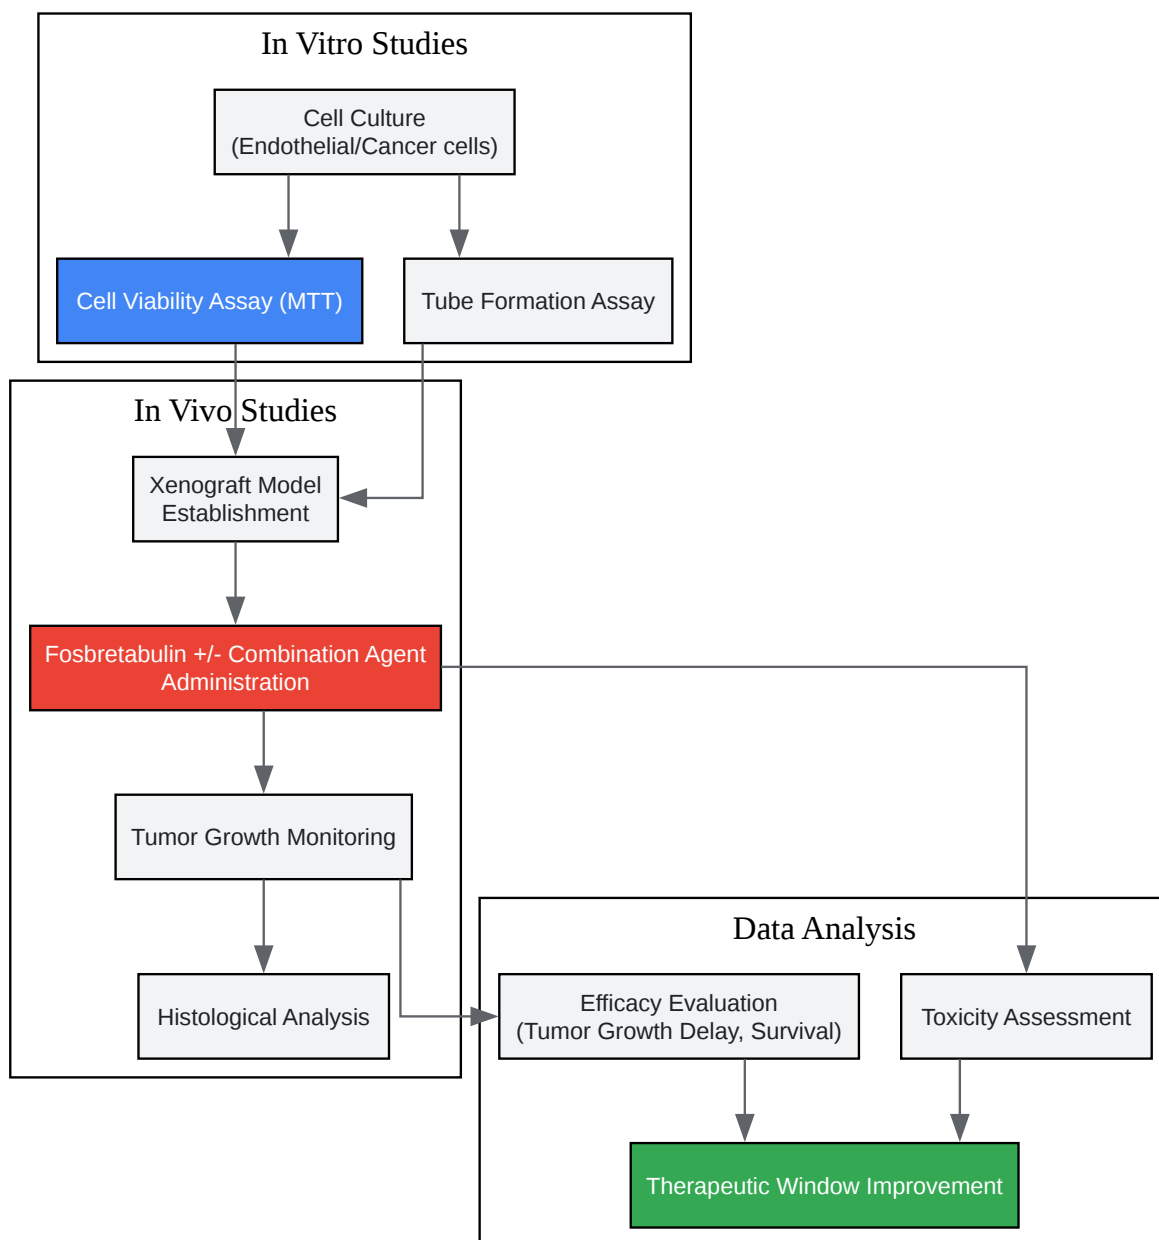 In Vitro Studies
Cell Culture
(Endothelial/Cancer cells)
Cell Viability Assay (MTT)
Tube Formation Assay
In Vivo Studies
Xenograft Model
Establishment
Fosbretabulin +/- Combination Agent
Administration
Tumor Growth Monitoring
Histological Analysis
Data Analysis
Efficacy Evaluation
(Tumor Growth Delay, Survival)
Toxicity Assessment
Therapeutic Window Improvement